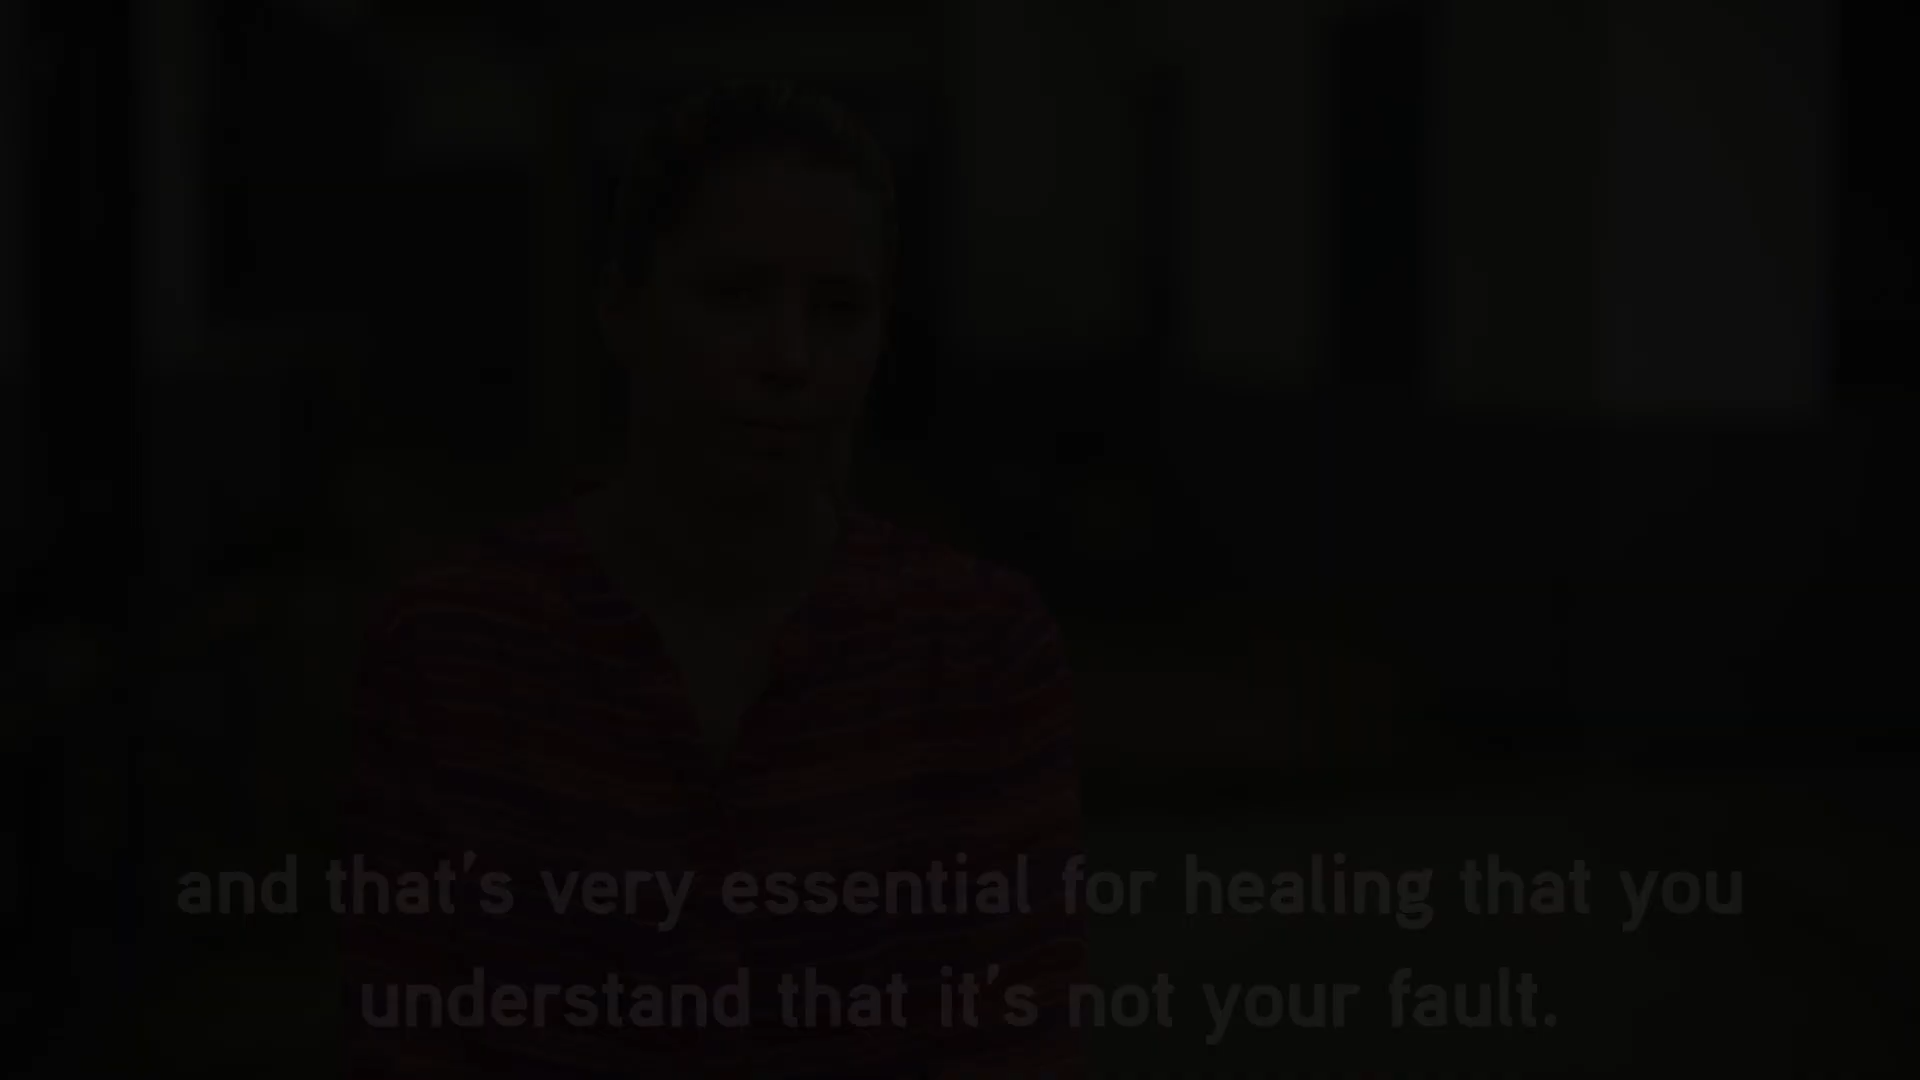 and that's very essential for healing that you
understand that it's not your fault.